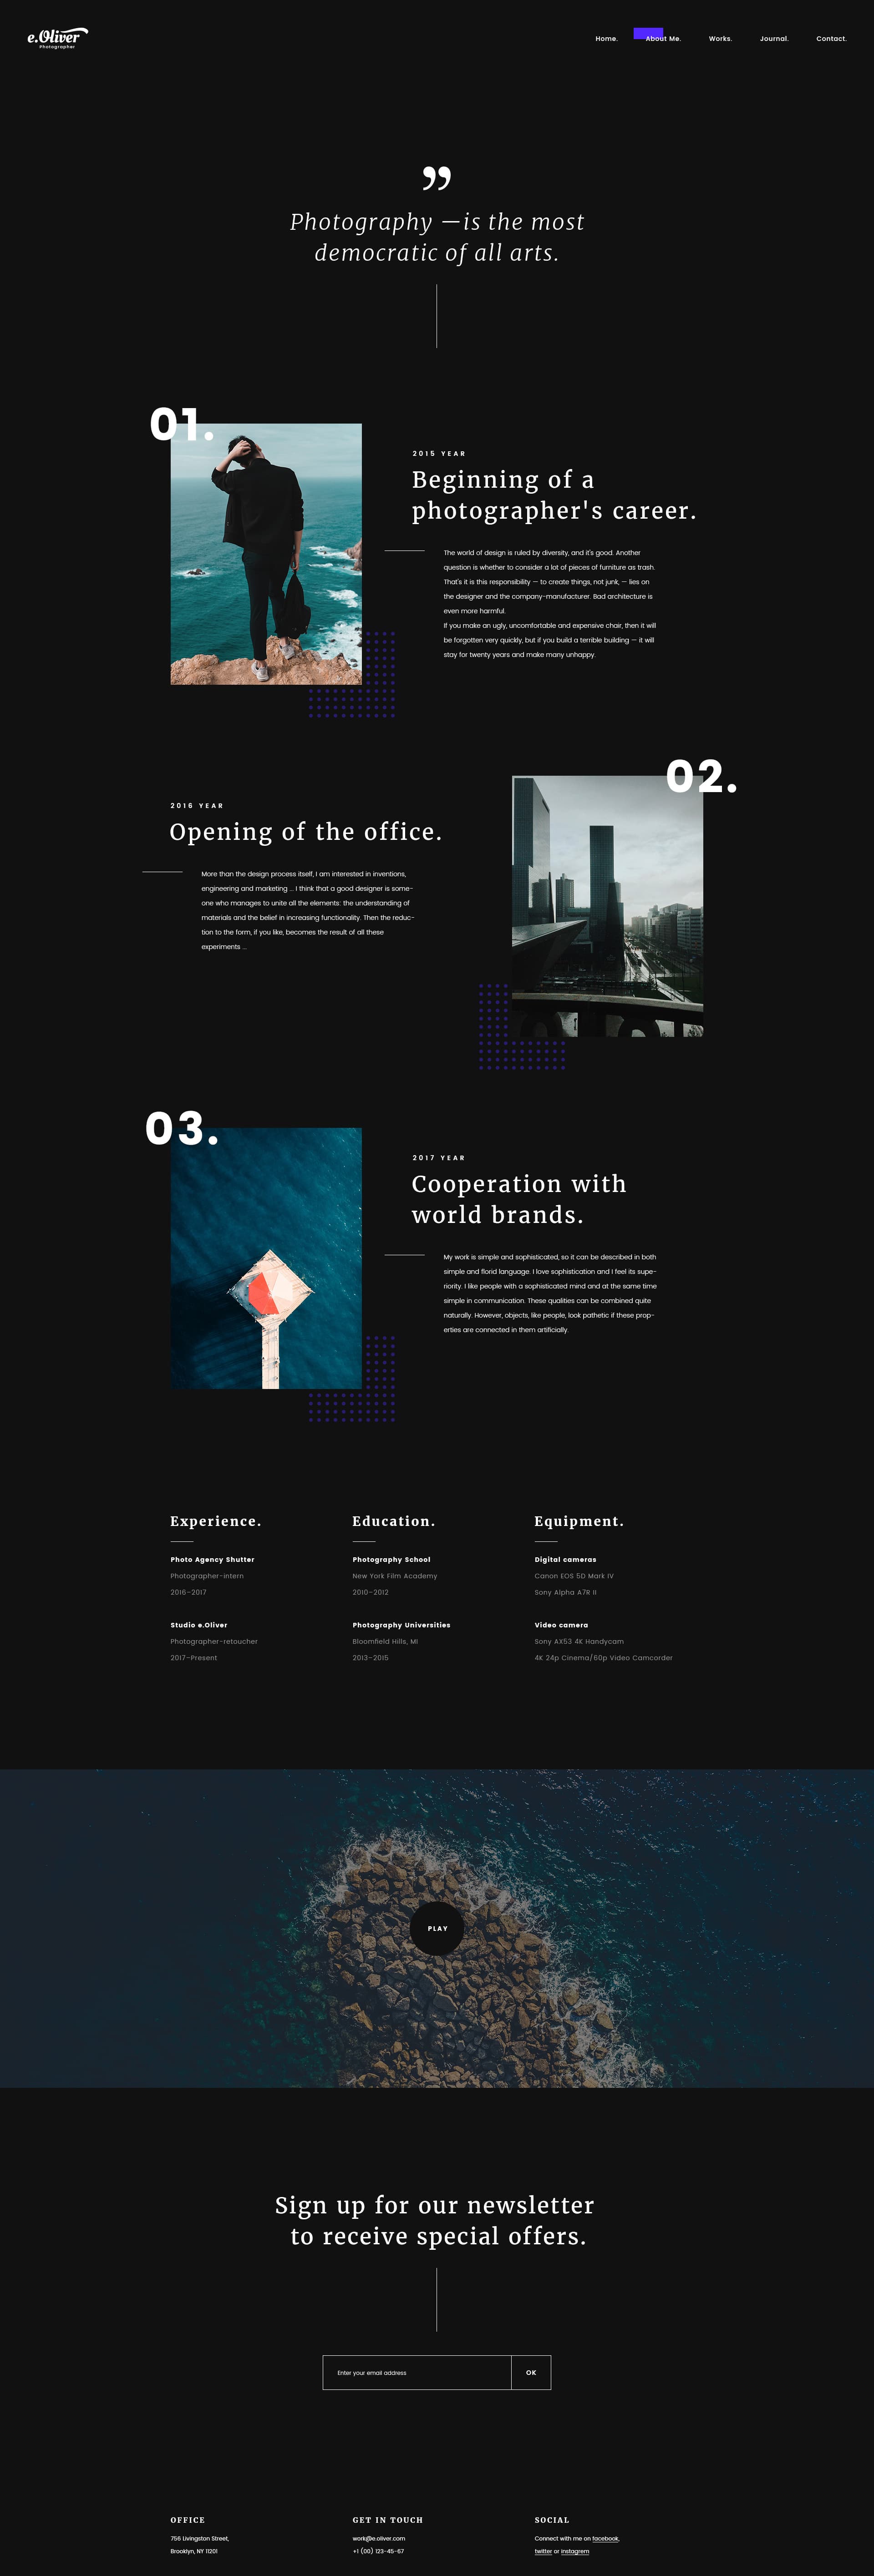 e.Oliver
Photographer
Home. About Me. Works. Journal. Contact.
”
Photography —is the most
democratic of all arts.
01.
2015 YEAR
Beginning of a
photographer's career.
The world of design is ruled by diversity, and it's good. Another
question is whether to consider a lot of pieces of furniture as trash.
That's it is this responsibility — to create things, not junk, — lies on
the designer and the company-manufacturer. Bad architecture is
even more harmful.
If you make an ugly, uncomfortable and expensive chair, then it will
be forgotten very quickly, but if you build a terrible building — it will
stay for twenty years and make many unhappy.
02.
2016 YEAR
Opening of the office.
More than the design process itself, I am interested in inventions,
engineering and marketing ... I think that a good designer is some-
one who manages to unite all the elements: the understanding of
materials and the belief in increasing functionality. Then the reduc-
tion to the form, if you like, becomes the result of all these
experiments ...
03.
2017 YEAR
Cooperation with
world brands.
My work is simple and sophisticated, so it can be described in both
simple and florid language. I love sophistication and I feel its supe-
riority. I like people with a sophisticated mind and at the same time
simple in communication. These qualities can be combined quite
naturally. However, objects, like people, look pathetic if these prop-
erties are connected in them artificially.
Experience.
Photo Agency Shutter
Photographer-intern
2016–2017
Studio e.Oliver
Photographer-retoucher
2017–Present
Education.
Photography School
New York Film Academy
2010–2012
Photography Universities
Bloomfield Hills, MI
2013–2015
Equipment.
Digital cameras
Canon EOS 5D Mark IV
Sony Alpha A7R II
Video camera
Sony AX53 4K Handycam
4K 24p Cinema/60p Video Camcorder
PLAY
Sign up for our newsletter
to receive special offers.
Enter your email address
OK
OFFICE
756 Livingston Street,
Brooklyn, NY 11201
GET IN TOUCH
work@e.oliver.com
+1 (00) 123-45-67
SOCIAL
Connect with me on facebook,
twitter or instagrem